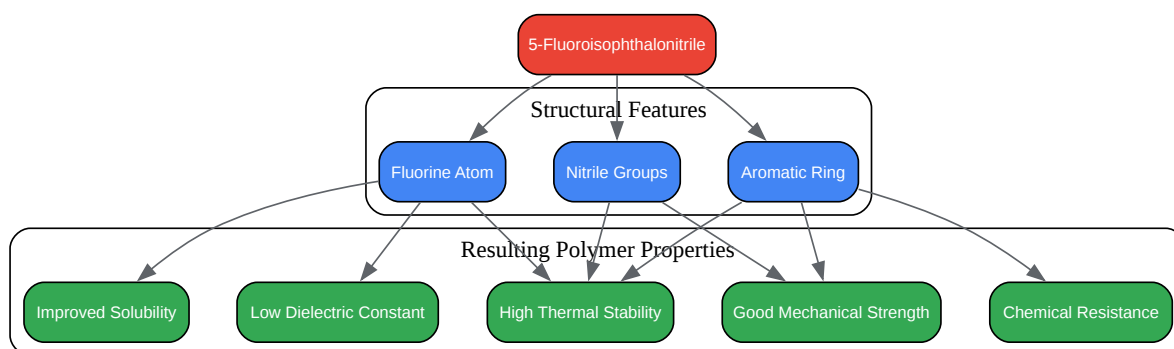 5-Fluoroisophthalonitrile
Structural Features
Fluorine Atom
Nitrile Groups
Aromatic Ring
Resulting Polymer Properties
Improved Solubility
Low Dielectric Constant
High Thermal Stability
Good Mechanical Strength
Chemical Resistance